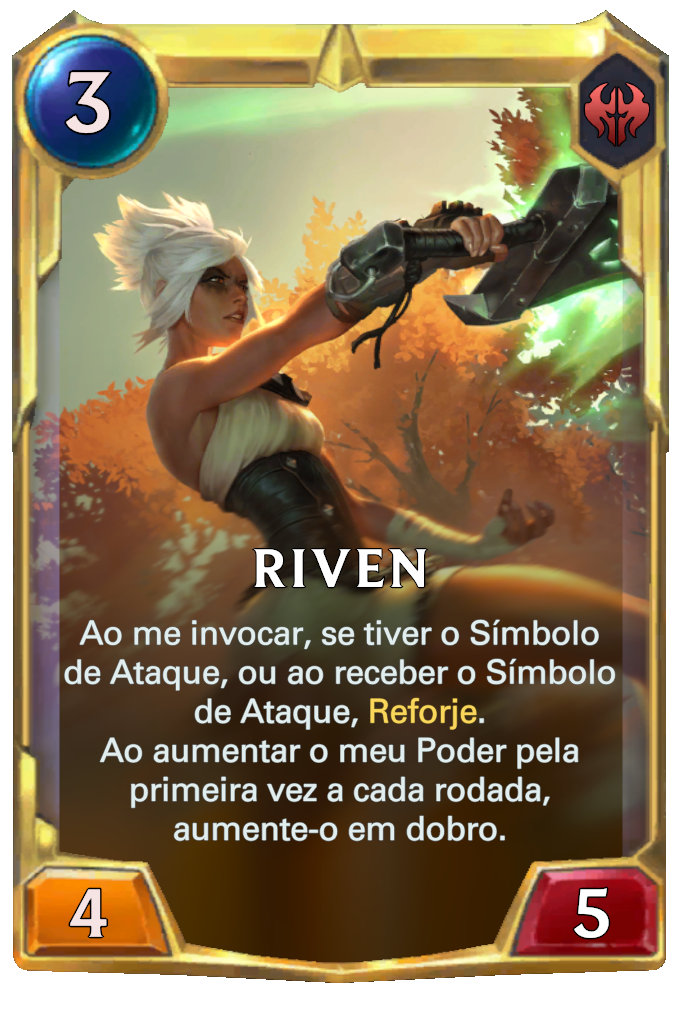 3
RIVEN
Ao me invocar, se tiver o Símbolo
de Ataque, ou ao receber o Símbolo
de Ataque, Reforje.
Ao aumentar o meu Poder pela
primeira vez a cada rodada,
aumente-o em dobro.
4
5